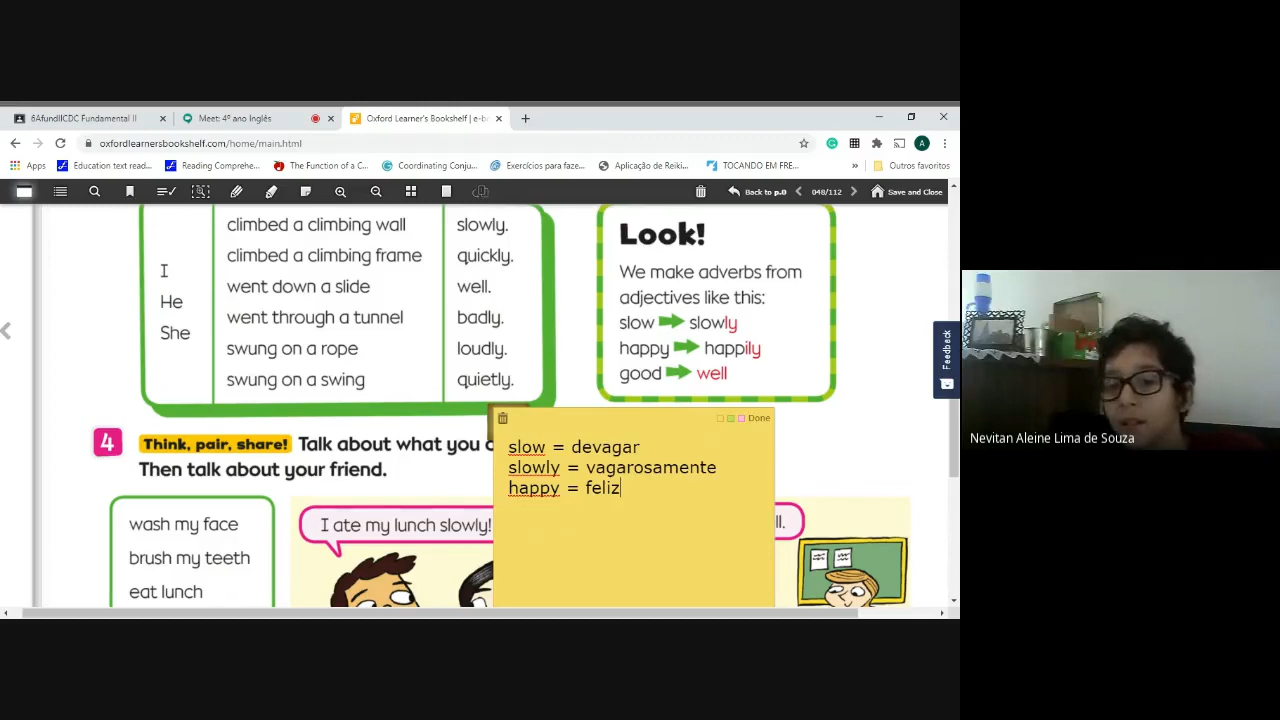 6AfundIICDC Fundamental II
Meet: 4º ano Inglês
Oxford Learner's Bookshelf | e-b
oxfordlearnersbookshelf.com/home/main.html
A
Apps
Education text read...
Reading Comprehe...
The Function of a C...
Coordinating Conju...
Exercícios para faze...
Aplicação de Reiki...
TOCANDO EM FRE...
»
Outros favoritos
Back to p.0
048/112
Save and Close
I
He
She
climbed a climbing wall
climbed a climbing frame
went down a slide
went through a tunnel
swung on a rope
swung on a swing
slowly.
quickly.
well.
badly.
loudly.
quietly.
Look!
We make adverbs from
adjectives like this:
slow slowly
happy happily
good well
Feedback
4 Think, pair, share! Talk about what you
Then talk about your friend.
Done
slow = devagar
slowly = vagarosamente
happy = feliz
wash my face
brush my teeth
eat lunch
I ate my lunch slowly!
ll.
Nevitan Aleine Lima de Souza